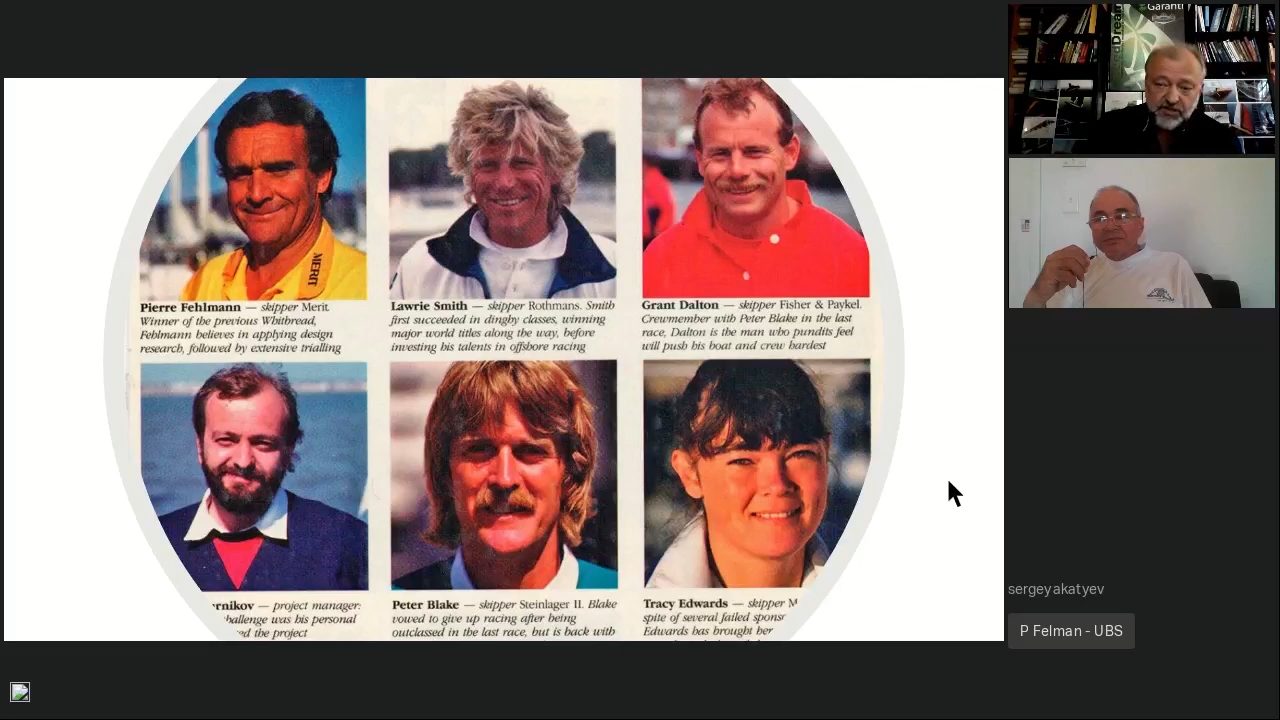 Garanti
MERIT
Pierre Fehlmann — skipper Merit.
Winner of the previous Whitbread,
Fehlmann believes in applying design
research, followed by extensive trialling
Lawrie Smith — skipper Rothmans. Smith
first succeeded in dinghy classes, winning
major world titles along the way, before
investing his talents in offshore racing
Grant Dalton — skipper Fisher & Paykel.
Crewmember with Peter Blake in the last
race, Dalton is the man who pundits feel
will push his boat and crew hardest
rnikov — project manager:
hallenge was his personal
ed the project
Peter Blake — skipper Steinlager II. Blake
vowed to give up racing after being
outclassed in the last race, but is back with
Tracy Edwards — skipper M
spite of several failed spons
Edwards has brought her
sergeyakatyev
P Felman - UBS